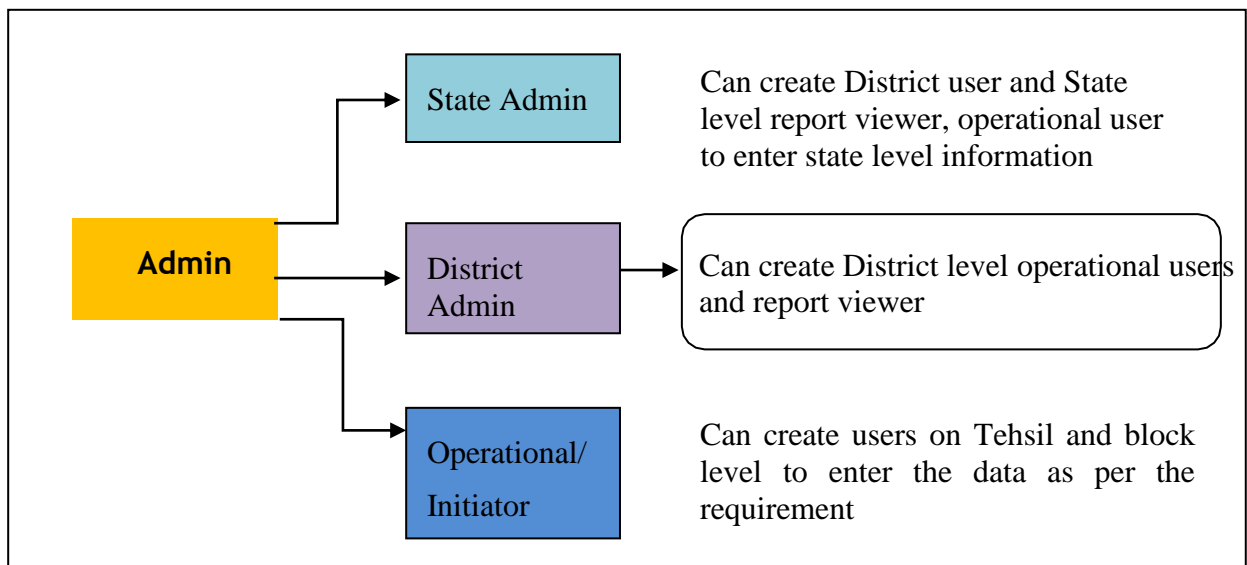 Admin
State Admin
Can create District user and State
level report viewer, operational user
to enter state level information
District
Admin
Can create District level operational users
and report viewer
Operational/
Initiator
Can create users on Tehsil and block
level to enter the data as per the
requirement